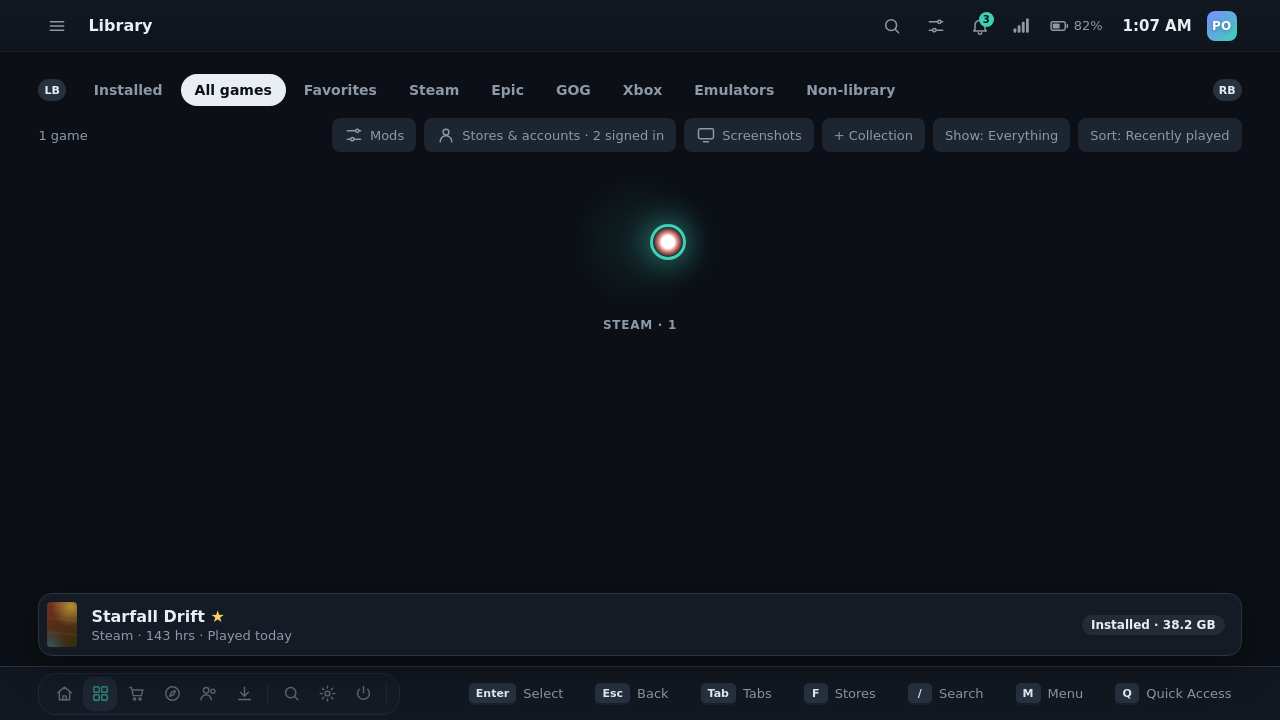 Library
3
82%
1:07 AM
PO
LB
Installed
All games
Favorites
Steam
Epic
GOG
Xbox
Emulators
Non-library
RB
1 game
Mods
Stores & accounts · 2 signed in
Screenshots
+ Collection
Show: Everything
Sort: Recently played
STEAM · 1
Starfall Drift ★
Steam · 143 hrs · Played today
Installed · 38.2 GB
Enter Select
Esc Back
Tab Tabs
F Stores
/ Search
M Menu
Q Quick Access